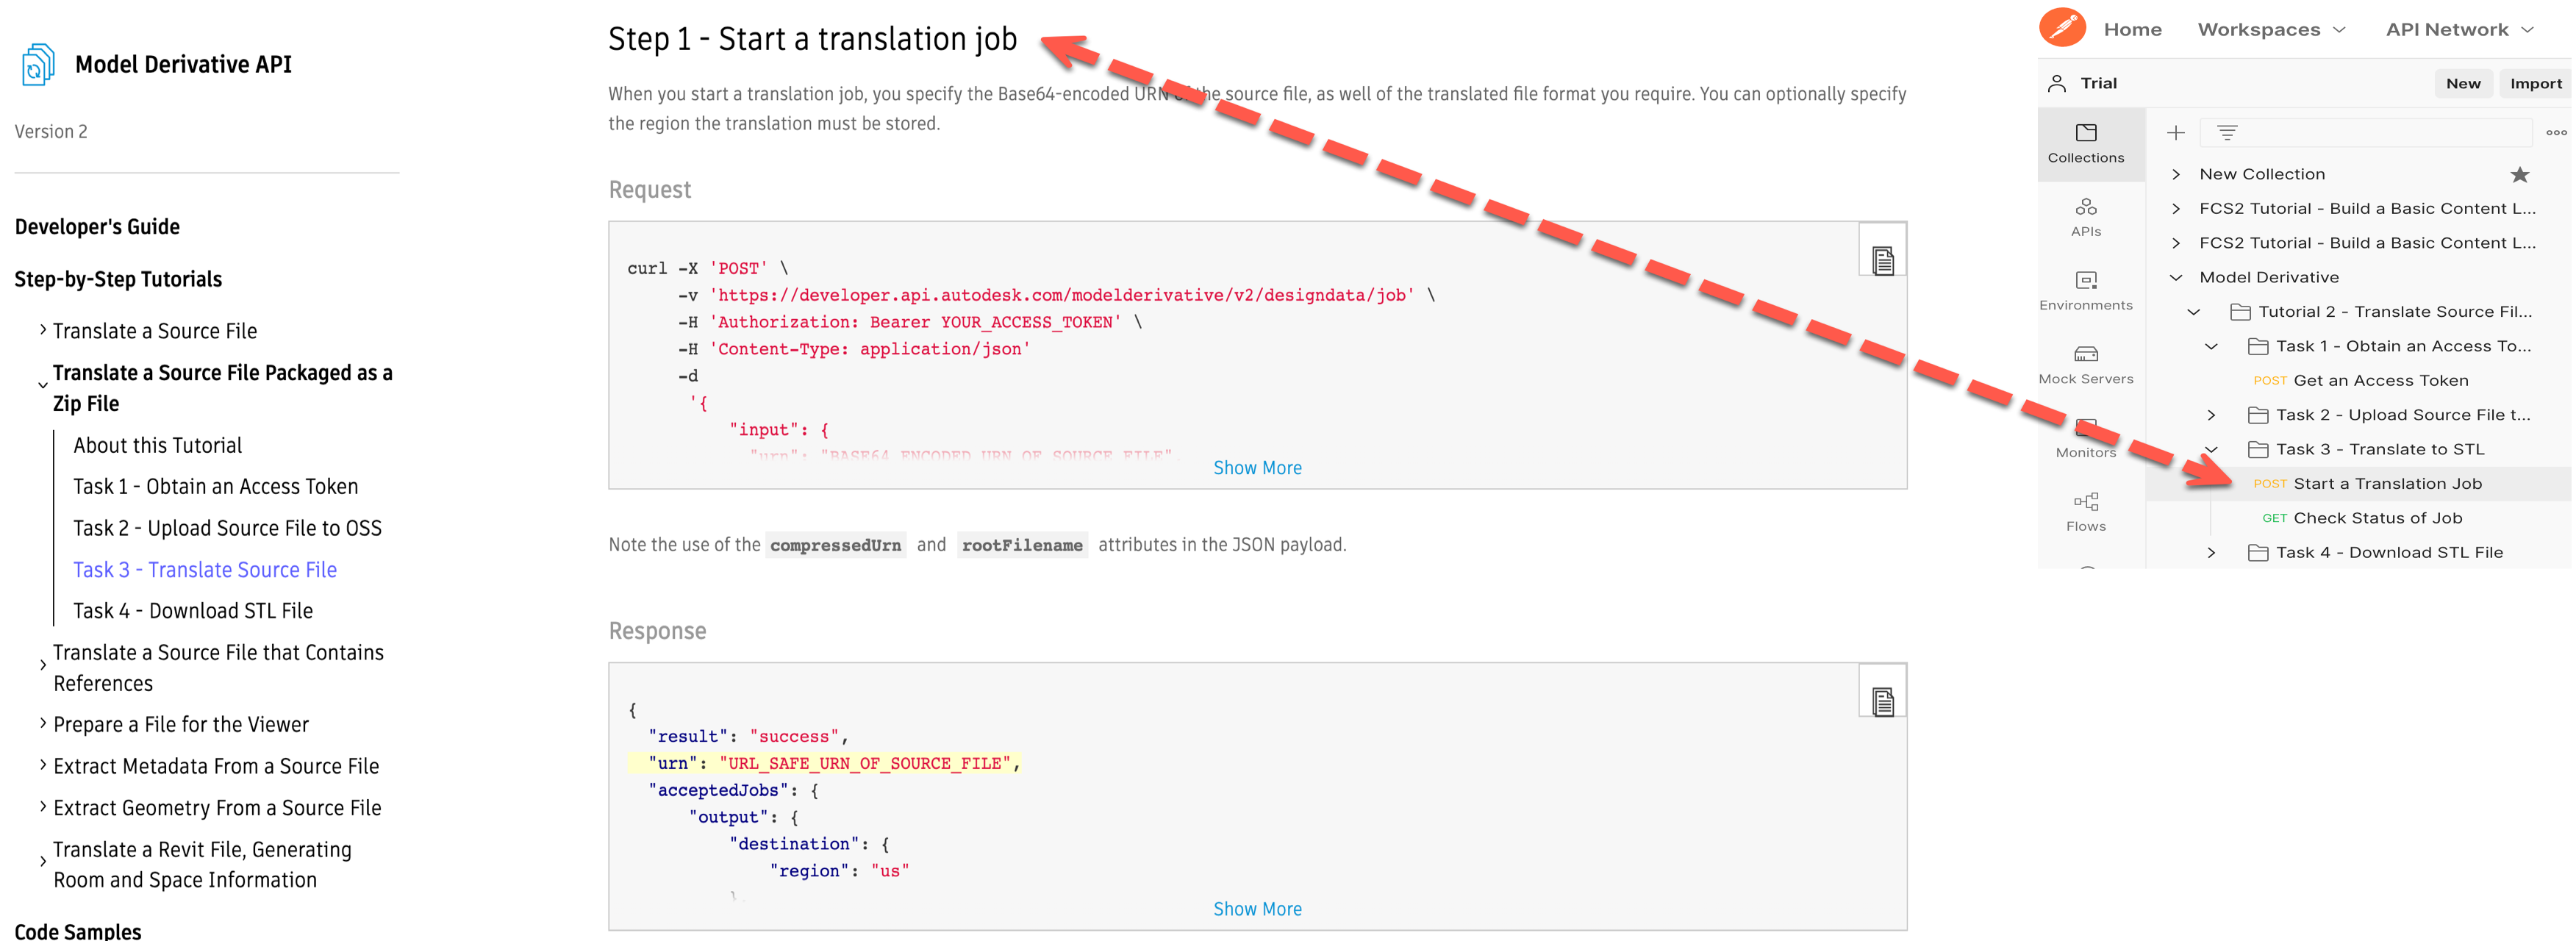 Model Derivative API
Version 2
Developer's Guide
Step-by-Step Tutorials
Translate a Source File
Translate a Source File Packaged as a
Zip File
About this Tutorial
Task 1 - Obtain an Access Token
Task 2 - Upload Source File to OSS
Task 3 - Translate Source File
Task 4 - Download STL File
Translate a Source File that Contains
References
Prepare a File for the Viewer
Extract Metadata From a Source File
Extract Geometry From a Source File
Translate a Revit File, Generating
Room and Space Information
Code Samples
Step 1 - Start a translation job
When you start a translation job, you specify the Base64-encoded URN of the source file, as well of the translated file format you require. You can optionally specify
the region the translation must be stored.
Request
curl -X 'POST' \
-v 'https://developer.api.autodesk.com/modelderivative/v2/designdata/job' \
-H 'Authorization: Bearer YOUR_ACCESS_TOKEN' \
-H 'Content-Type: application/json'
-d
'{
"input": {
"urn": "BASE64_ENCODED_URN_OF_SOURCE_FILE",
Show More
Note the use of the compressedUrn and rootFilename attributes in the JSON payload.
Response
{
"result": "success",
"urn": "URL_SAFE_URN_OF_SOURCE_FILE",
"acceptedJobs": {
"output": {
"destination": {
"region": "us"
}
Show More
Home Workspaces API Network
Trial New Import
Collections
APIs
Environments
Mock Servers
Monitors
Flows
New Collection
FCS2 Tutorial - Build a Basic Content L...
FCS2 Tutorial - Build a Basic Content L...
Model Derivative
Tutorial 2 - Translate Source Fil...
Task 1 - Obtain an Access To...
POST Get an Access Token
Task 2 - Upload Source File t...
Task 3 - Translate to STL
POST Start a Translation Job
GET Check Status of Job
Task 4 - Download STL File